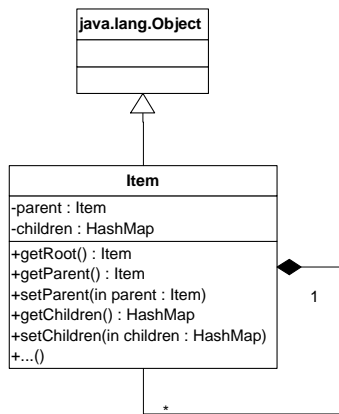 java.lang.Object
Item
-parent : Item
-children : HashMap
+getRoot() : Item
+getParent() : Item
+setParent(in parent : Item)
+getChildren() : HashMap
+setChildren(in children : HashMap)
+...()
1
*